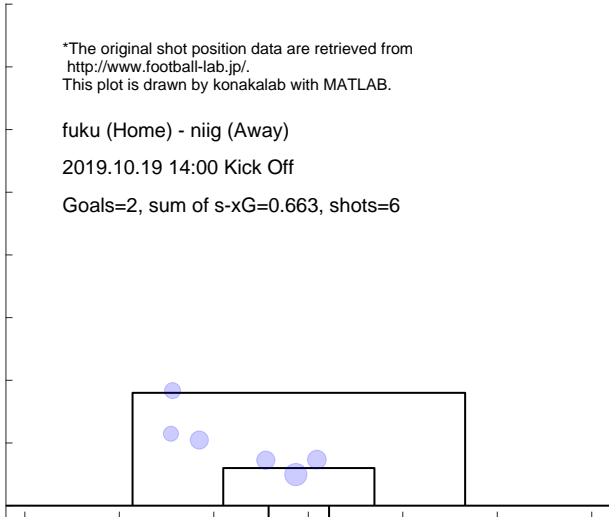 *The original shot position data are retrieved from
http://www.football-lab.jp/.
This plot is drawn by konakalab with MATLAB.
fuku (Home) - niig (Away)
2019.10.19 14:00 Kick Off
Goals=2, sum of s-xG=0.663, shots=6